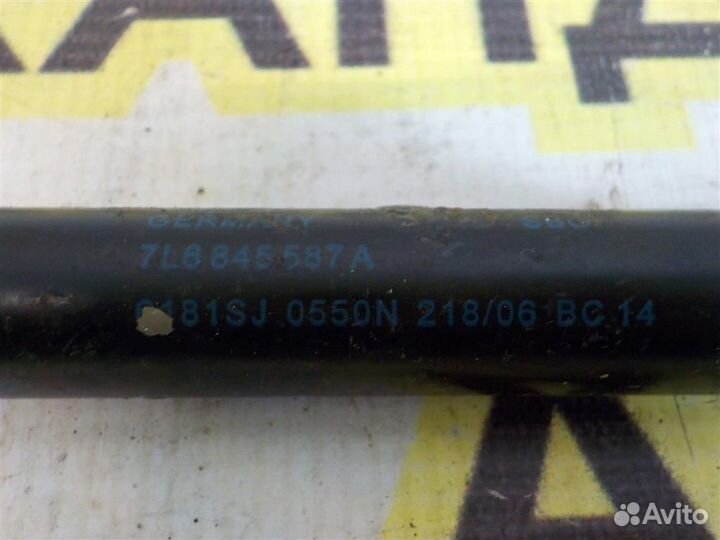 GERMANY
7L6 845 587 A
0181SJ 0550N 218/06 BC 14
Avito